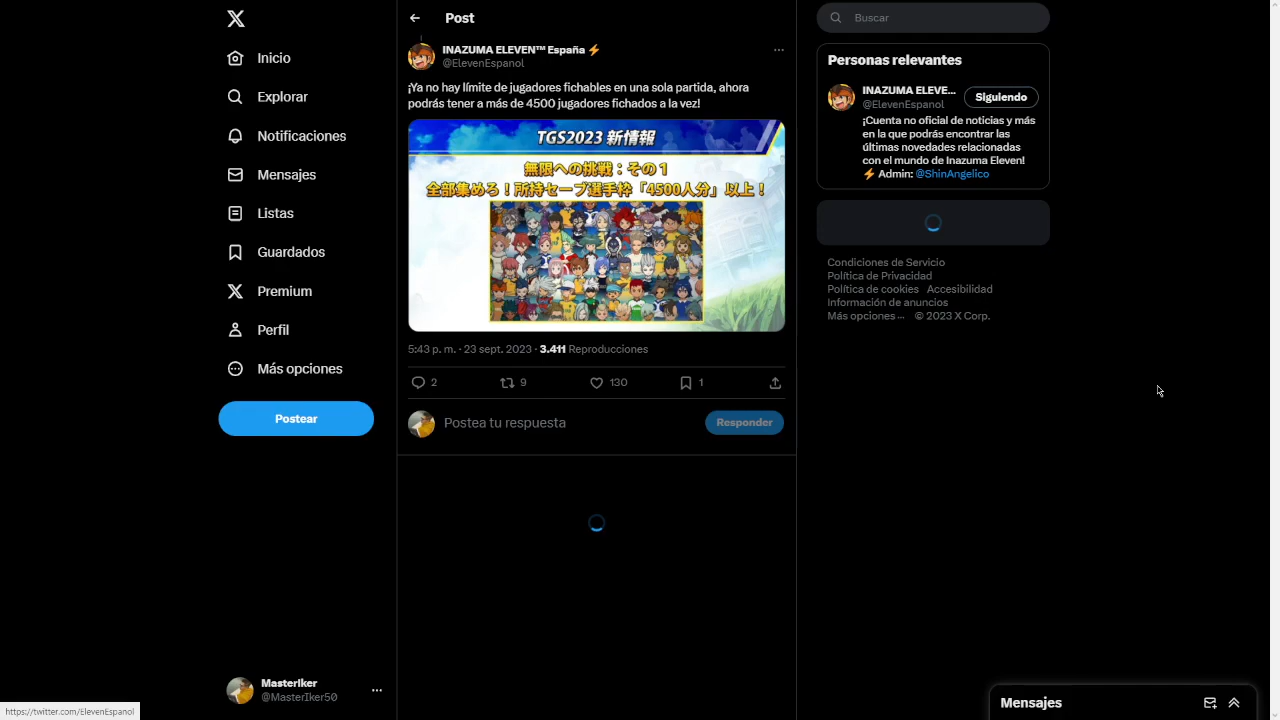 Inicio
Explorar
Notificaciones
Mensajes
Listas
Guardados
Premium
Perfil
Más opciones
Postear
MasterIker
@MasterIker50
https://twitter.com/ElevenEspanol
Post
INAZUMA ELEVEN™ España ⚡
@ElevenEspanol
¡Ya no hay límite de jugadores fichables en una sola partida, ahora
podrás tener a más de 4500 jugadores fichados a la vez!
TGS2023 新情報
無限への挑戦：その１
全部集めろ！所持セーブ選手枠「4500人分」以上！
5:43 p. m. · 23 sept. 2023 · 3.411 Reproducciones
2 9 130 1
Postea tu respuesta
Responder
Buscar
Personas relevantes
INAZUMA ELEVE...
@ElevenEspanol
Siguiendo
¡Cuenta no oficial de noticias y más
en la que podrás encontrar las
últimas novedades relacionadas
con el mundo de Inazuma Eleven!
⚡ Admin: @ShinAngelico
Condiciones de Servicio
Política de Privacidad
Política de cookies Accesibilidad
Información de anuncios
Más opciones ... © 2023 X Corp.
Mensajes